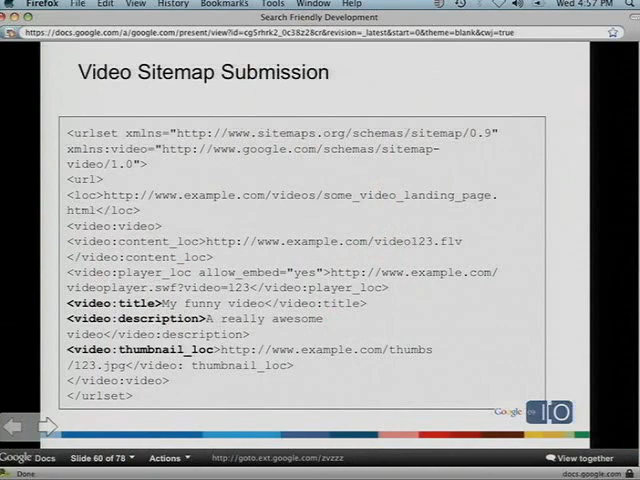 Firefox File Edit View History Bookmarks Tools Window Help Wed 4:57 PM
Search Friendly Development
https://docs.google.com/a/google.com/present/view?id=cg5rhrk2_0c38z28cr&revision=_latest&start=0&theme=blank&cwj=true
Video Sitemap Submission
<urlset xmlns="http://www.sitemaps.org/schemas/sitemap/0.9"
xmlns:video="http://www.google.com/schemas/sitemap-
video/1.0">
<url>
<loc>http://www.example.com/videos/some_video_landing_page.
html</loc>
<video:video>
<video:content_loc>http://www.example.com/video123.flv
</video:content_loc>
<video:player_loc allow_embed="yes">http://www.example.com/
videoplayer.swf?video=123</video:player_loc>
<video:title>My funny video</video:title>
<video:description>A really awesome
video</video:description>
<video:thumbnail_loc>http://www.example.com/thumbs
/123.jpg</video: thumbnail_loc>
</video:video>
</urlset>
Google IO
Google Docs Slide 60 of 78 Actions http://goto.ext.google.com/zvzzz View together
Done docs.google.com